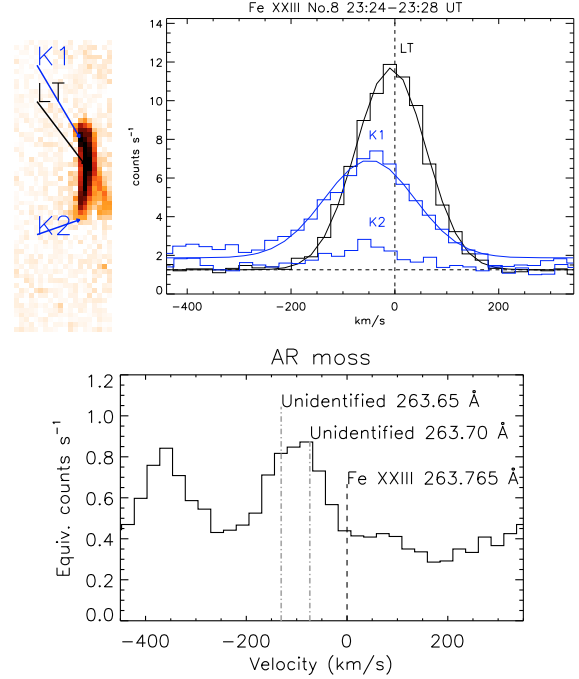 Fe XXIII No.8 23:24−23:28 UT
K1
LT
K2
LT
K1
K2
counts s⁻¹
14
12
10
8
6
4
2
0
−400 −200 0 200
km/s
AR moss
Unidentified 263.65 Å
Unidentified 263.70 Å
Fe XXIII 263.765 Å
Equiv. counts s⁻¹
1.2
1.0
0.8
0.6
0.4
0.2
0.0
−400 −200 0 200
Velocity (km/s)